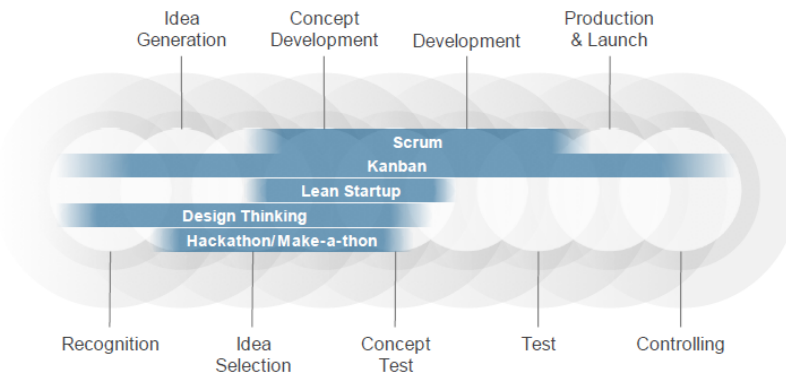 Idea
Generation
Concept
Development
Development
Production
& Launch
Scrum
Kanban
Lean Startup
Design Thinking
Hackathon/Make-a-thon
Recognition
Idea
Selection
Concept
Test
Test
Controlling